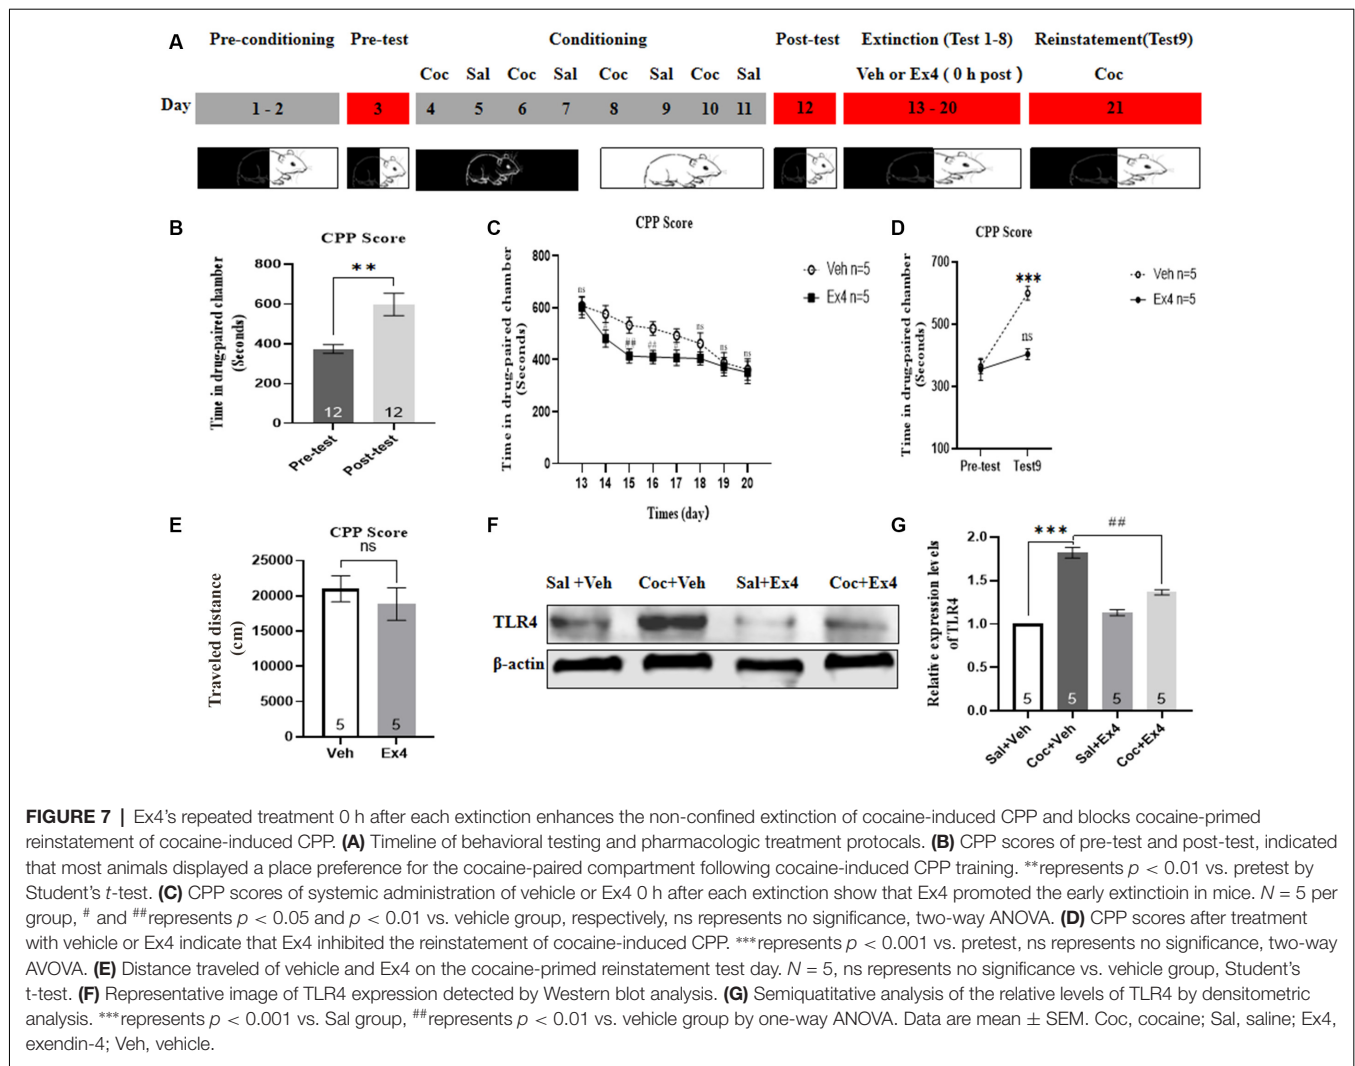 A
Pre-conditioning Pre-test Conditioning Post-test Extinction (Test 1-8) Reinstatement(Test9)
Coc Sal Coc Sal Coc Sal Coc Sal Veh or Ex4 ( 0 h post ) Coc
Day 1 - 2 3 4 5 6 7 8 9 10 11 12 13 - 20 21
B
CPP Score
Time in drug-paired chamber
(Seconds)
800
600
400
200
0
**
12 12
Pre-test Post-test
C
CPP Score
Time in drug-paired chamber
(Seconds)
800
600
400
200
0
ns
##
##
ns
ns
ns
Veh n=5
Ex4 n=5
13 14 15 16 17 18 19 20
Times (day)
D
CPP Score
Time in drug-paired chamber
(Seconds)
700
500
300
100
***
ns
Veh n=5
Ex4 n=5
Pre-test Test9
E
CPP Score
ns
Traveled distance
(cm)
25000
20000
15000
10000
5000
0
5 5
Veh Ex4
F
Sal +Veh Coc+Veh Sal+Ex4 Coc+Ex4
TLR4
β-actin
G
Relative expression levels
of TLR4
2.0
1.5
1.0
0.5
0.0
***
##
5 5 5 5
Sal+Veh Coc+Veh Sal+Ex4 Coc+Ex4
FIGURE 7 | Ex4's repeated treatment 0 h after each extinction enhances the non-confined extinction of cocaine-induced CPP and blocks cocaine-primed
reinstatement of cocaine-induced CPP. (A) Timeline of behavioral testing and pharmacologic treatment protocals. (B) CPP scores of pre-test and post-test, indicated
that most animals displayed a place preference for the cocaine-paired compartment following cocaine-induced CPP training. **represents p < 0.01 vs. pretest by
Student's t-test. (C) CPP scores of systemic administration of vehicle or Ex4 0 h after each extinction show that Ex4 promoted the early extinctioin in mice. N = 5 per
group, # and ##represents p < 0.05 and p < 0.01 vs. vehicle group, respectively, ns represents no significance, two-way ANOVA. (D) CPP scores after treatment
with vehicle or Ex4 indicate that Ex4 inhibited the reinstatement of cocaine-induced CPP. ***represents p < 0.001 vs. pretest, ns represents no significance, two-way
AVOVA. (E) Distance traveled of vehicle and Ex4 on the cocaine-primed reinstatement test day. N = 5, ns represents no significance vs. vehicle group, Student's
t-test. (F) Representative image of TLR4 expression detected by Western blot analysis. (G) Semiquatitative analysis of the relative levels of TLR4 by densitometric
analysis. ***represents p < 0.001 vs. Sal group, ##represents p < 0.01 vs. vehicle group by one-way ANOVA. Data are mean ± SEM. Coc, cocaine; Sal, saline; Ex4,
exendin-4; Veh, vehicle.